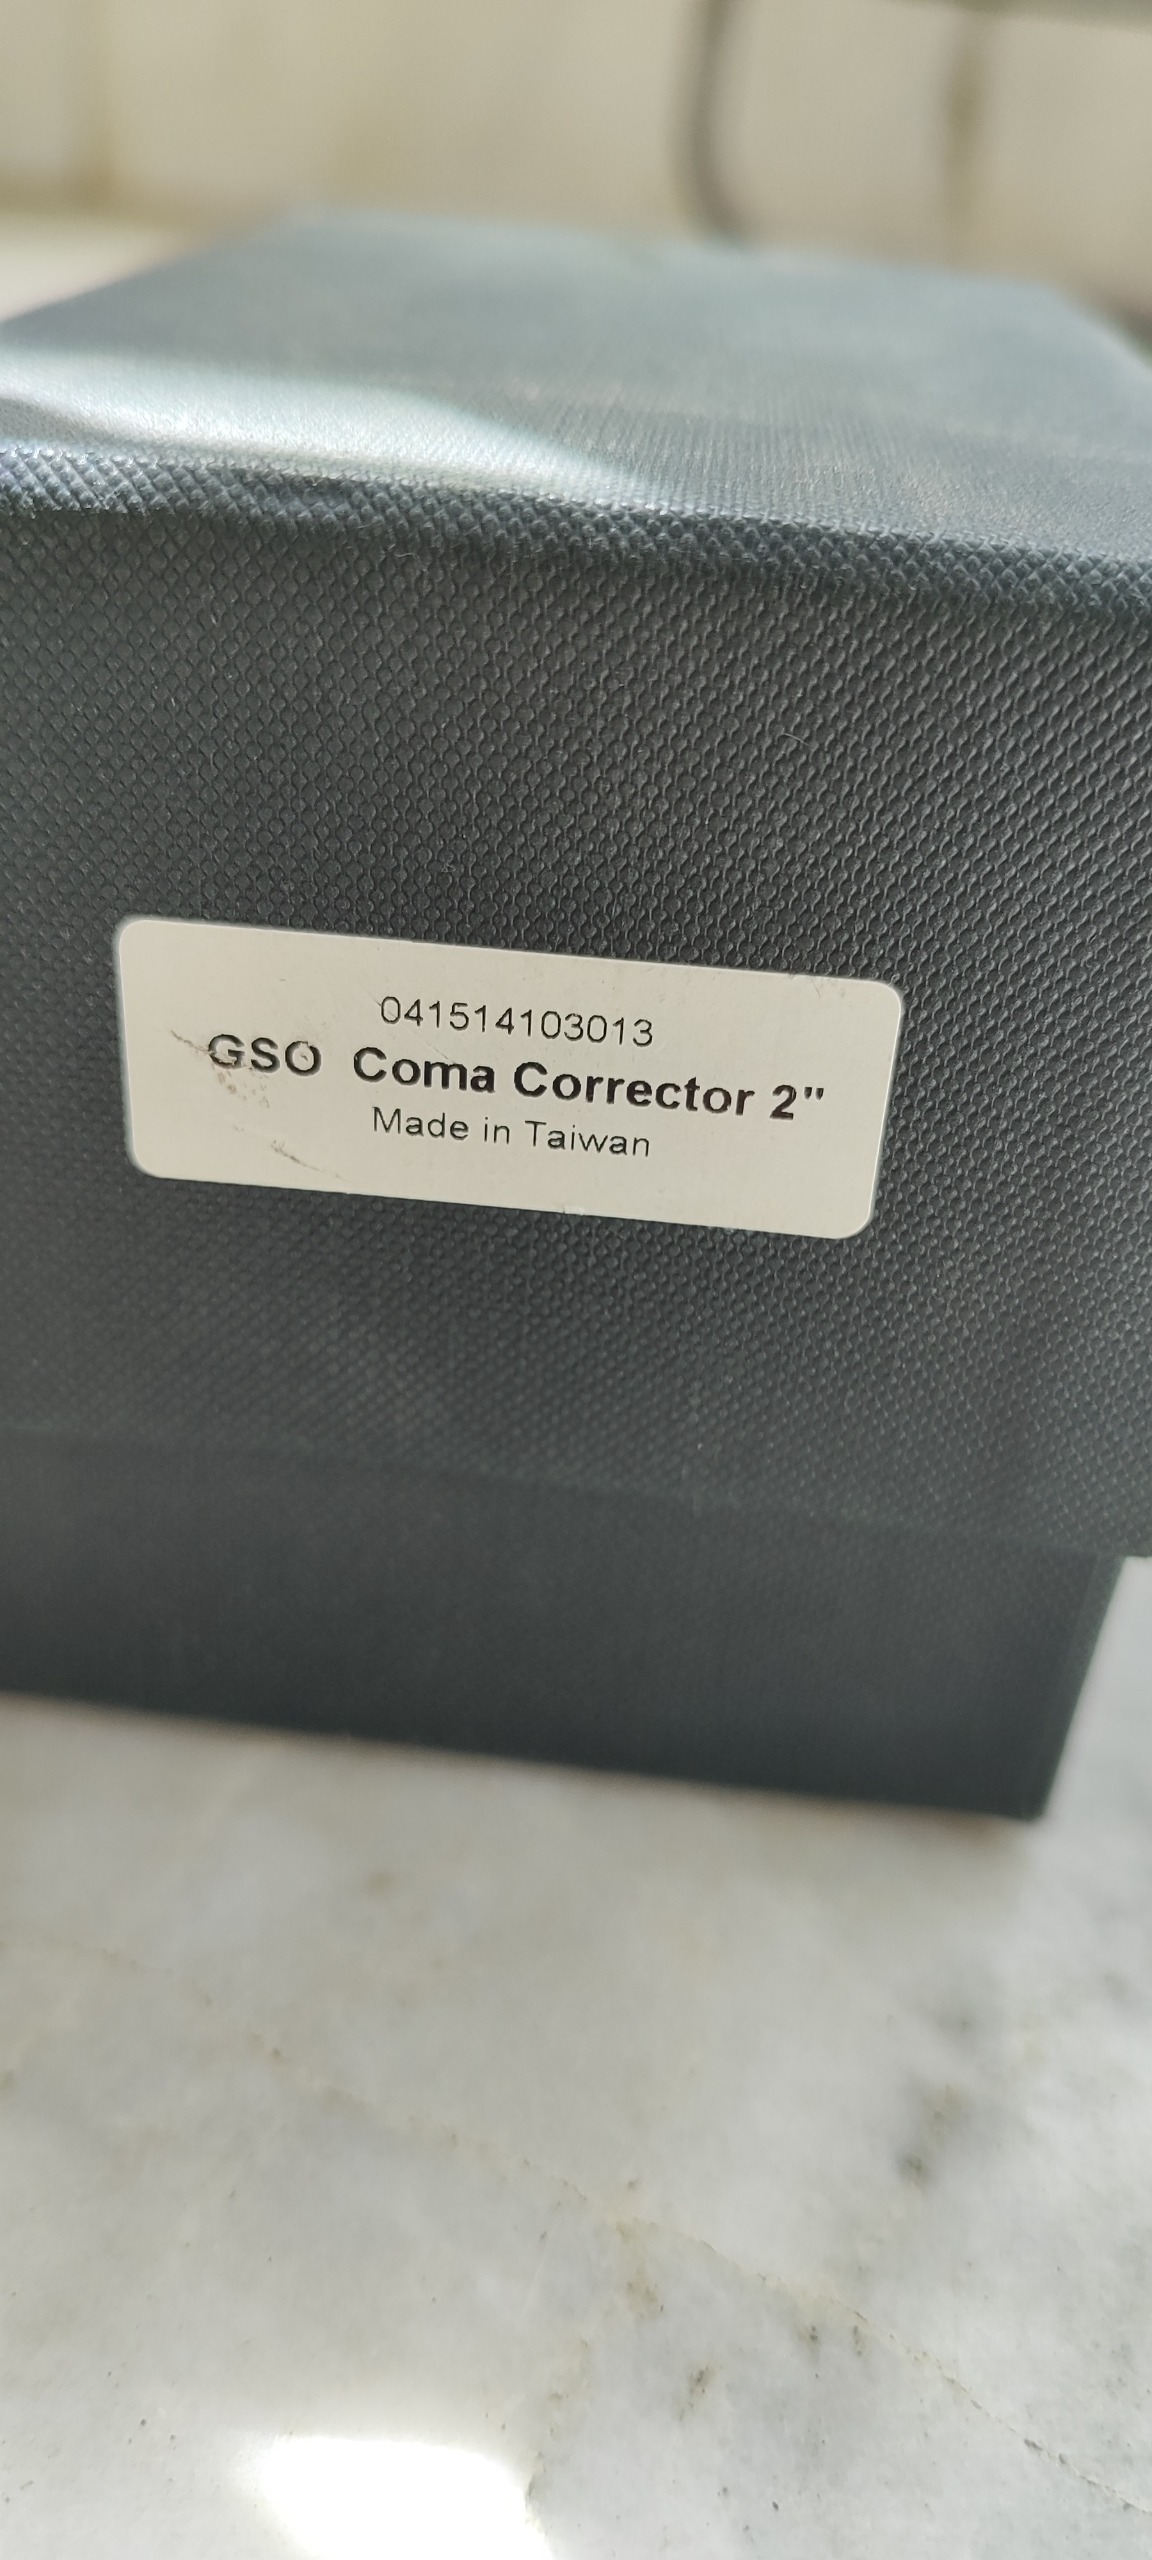 041514103013
GSO Coma Corrector 2"
Made in Taiwan